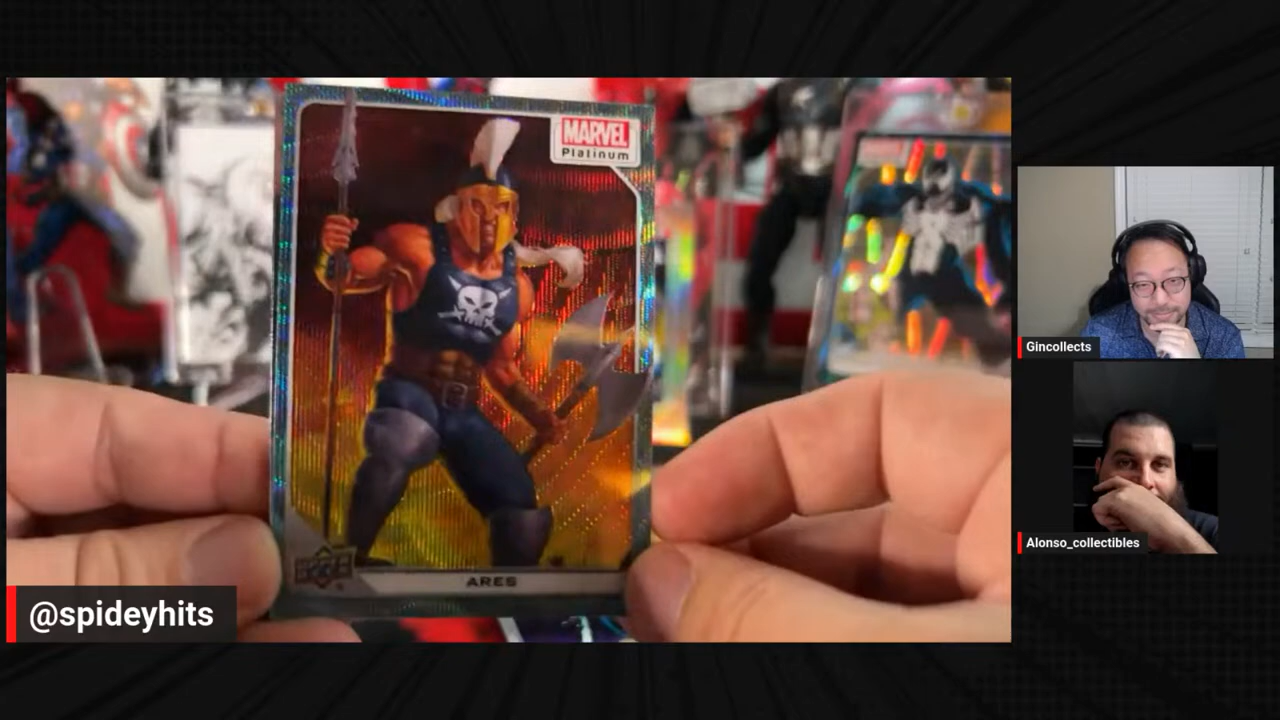 MARVEL
Platinum
ARES
@spideyhits
Gincollects
Alonso_collectibles